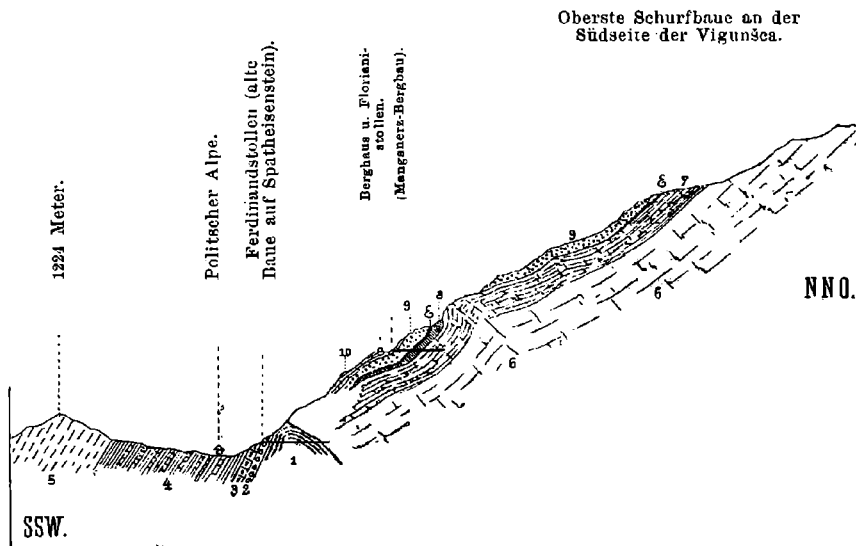 Oberste Schurfbaue an der
Südseite der Vigunšca.
1224 Meter.
Politscher Alpe.
Ferdinandstollen (alte
Baue auf Spatheisenstein).
Berghaus u. Floriani-
stollen.
(Manganerz-Bergbau).
ε 7
9
NNO.
6
9 ε 8
10
6
1
5 4 3 2
SSW.